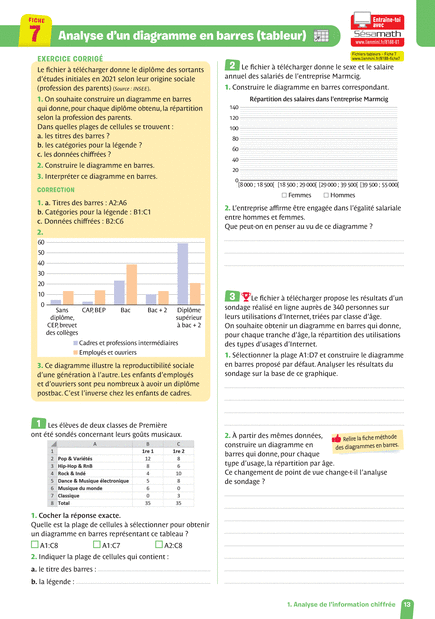 FICHE
7
Analyse d'un diagramme en barres (tableur)
Entraîne-toi
avec
Sésamath
www.lienmini.fr/9188-81
Fichiers tableurs – Fiche 7
www.lienmini.fr/9188-fiche7
EXERCICE CORRIGÉ
Le fichier à télécharger donne le diplôme des sortants
d'études initiales en 2021 selon leur origine sociale
(profession des parents) (Source : INSEE).
1. On souhaite construire un diagramme en barres
qui donne, pour chaque diplôme obtenu, la répartition
selon la profession des parents.
Dans quelles plages de cellules se trouvent :
a. les titres des barres ?
b. les catégories pour la légende ?
c. les données chiffrées ?
2. Construire le diagramme en barres.
3. Interpréter ce diagramme en barres.
CORRECTION
1. a. Titres des barres : A2:A6
b. Catégories pour la légende : B1:C1
c. Données chiffrées : B2:C6
2.
60
50
40
30
20
10
0
Sans
diplôme,
CEP, brevet
des collèges
CAP, BEP
Bac
Bac + 2
Diplôme
supérieur
à bac + 2
Cadres et professions intermédiaires
Employés et ouvriers
3. Ce diagramme illustre la reproductibilité sociale
d'une génération à l'autre. Les enfants d'employés
et d'ouvriers sont peu nombreux à avoir un diplôme
postbac. C'est l'inverse chez les enfants de cadres.
1 Les élèves de deux classes de Première
ont été sondés concernant leurs goûts musicaux.
A B C
1 1re 1 1re 2
2 Pop & Variétés 12 8
3 Hip-Hop & RnB 8 6
4 Rock & Indé 4 10
5 Dance & Musique électronique 5 8
6 Musique du monde 6 0
7 Classique 0 3
8 Total 35 35
1. Cocher la réponse exacte.
Quelle est la plage de cellules à sélectionner pour obtenir
un diagramme en barres représentant ce tableau ?
A1:C8 A1:C7 A2:C8
2. Indiquer la plage de cellules qui contient :
a. le titre des barres :
b. la légende :
2 Le fichier à télécharger donne le sexe et le salaire
annuel des salariés de l'entreprise Marmcig.
1. Construire le diagramme en barres correspondant.
Répartition des salaires dans l'entreprise Marmcig
140
120
100
80
60
40
20
0
[8 000 ; 18 500[ [18 500 ; 29 000[ [29 000 ; 39 500[ [39 500 ; 55 000[
Femmes Hommes
2. L'entreprise affirme être engagée dans l'égalité salariale
entre hommes et femmes.
Que peut-on en penser au vu de ce diagramme ?
3 Le fichier à télécharger propose les résultats d'un
sondage réalisé en ligne auprès de 340 personnes sur
leurs utilisations d'Internet, triées par classe d'âge.
On souhaite obtenir un diagramme en barres qui donne,
pour chaque tranche d'âge, la répartition des utilisations
des types d'usages d'Internet.
1. Sélectionner la plage A1:D7 et construire le diagramme
en barres proposé par défaut. Analyser les résultats du
sondage sur la base de ce graphique.
2. À partir des mêmes données,
construire un diagramme en
barres qui donne, pour chaque
type d'usage, la répartition par âge.
Ce changement de point de vue change-t-il l'analyse
de sondage ?
Relire la fiche méthode
des diagrammes en barres.
1. Analyse de l'information chiffrée
13